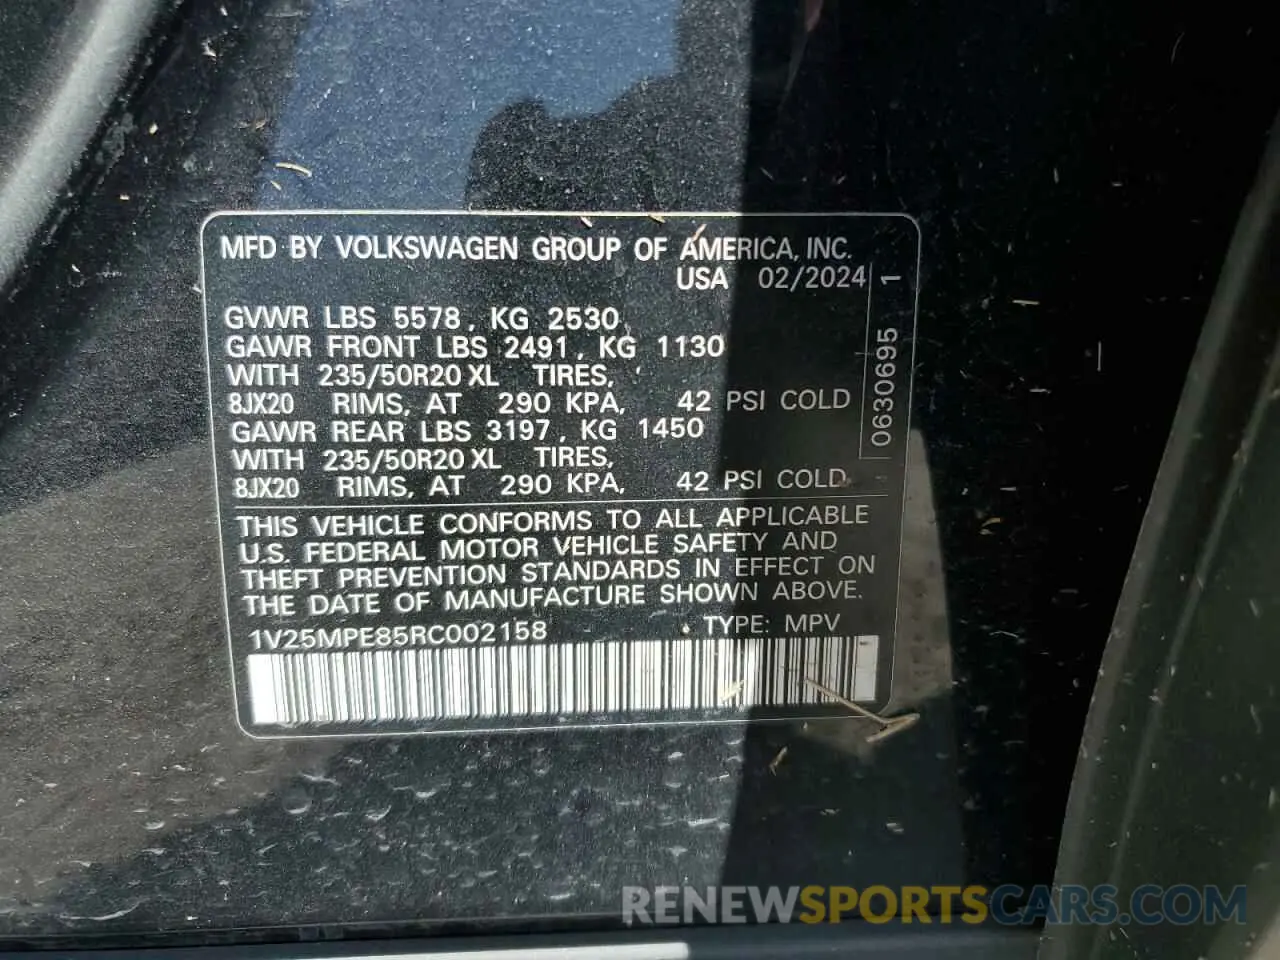 MFD BY VOLKSWAGEN GROUP OF AMERICA, INC.
USA 02/2024
GVWR LBS 5578, KG 2530,
GAWR FRONT LBS 2491, KG 1130
WITH 235/50R20 XL TIRES,
8JX20 RIMS, AT 290 KPA, 42 PSI COLD
GAWR REAR LBS 3197, KG 1450
WITH 235/50R20 XL TIRES,
8JX20 RIMS, AT 290 KPA, 42 PSI COLD.
0630695 1
THIS VEHICLE CONFORMS TO ALL APPLICABLE
U.S. FEDERAL MOTOR VEHICLE SAFETY AND
THEFT PREVENTION STANDARDS IN EFFECT ON
THE DATE OF MANUFACTURE SHOWN ABOVE.
1V25MPE85RC002158 TYPE: MPV
RENEWSPORTSCARS.COM